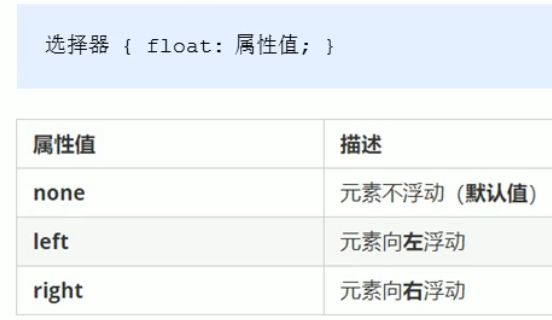 选择器 { float: 属性值; }
属性值 描述
none 元素不浮动（默认值）
left 元素向左浮动
right 元素向右浮动